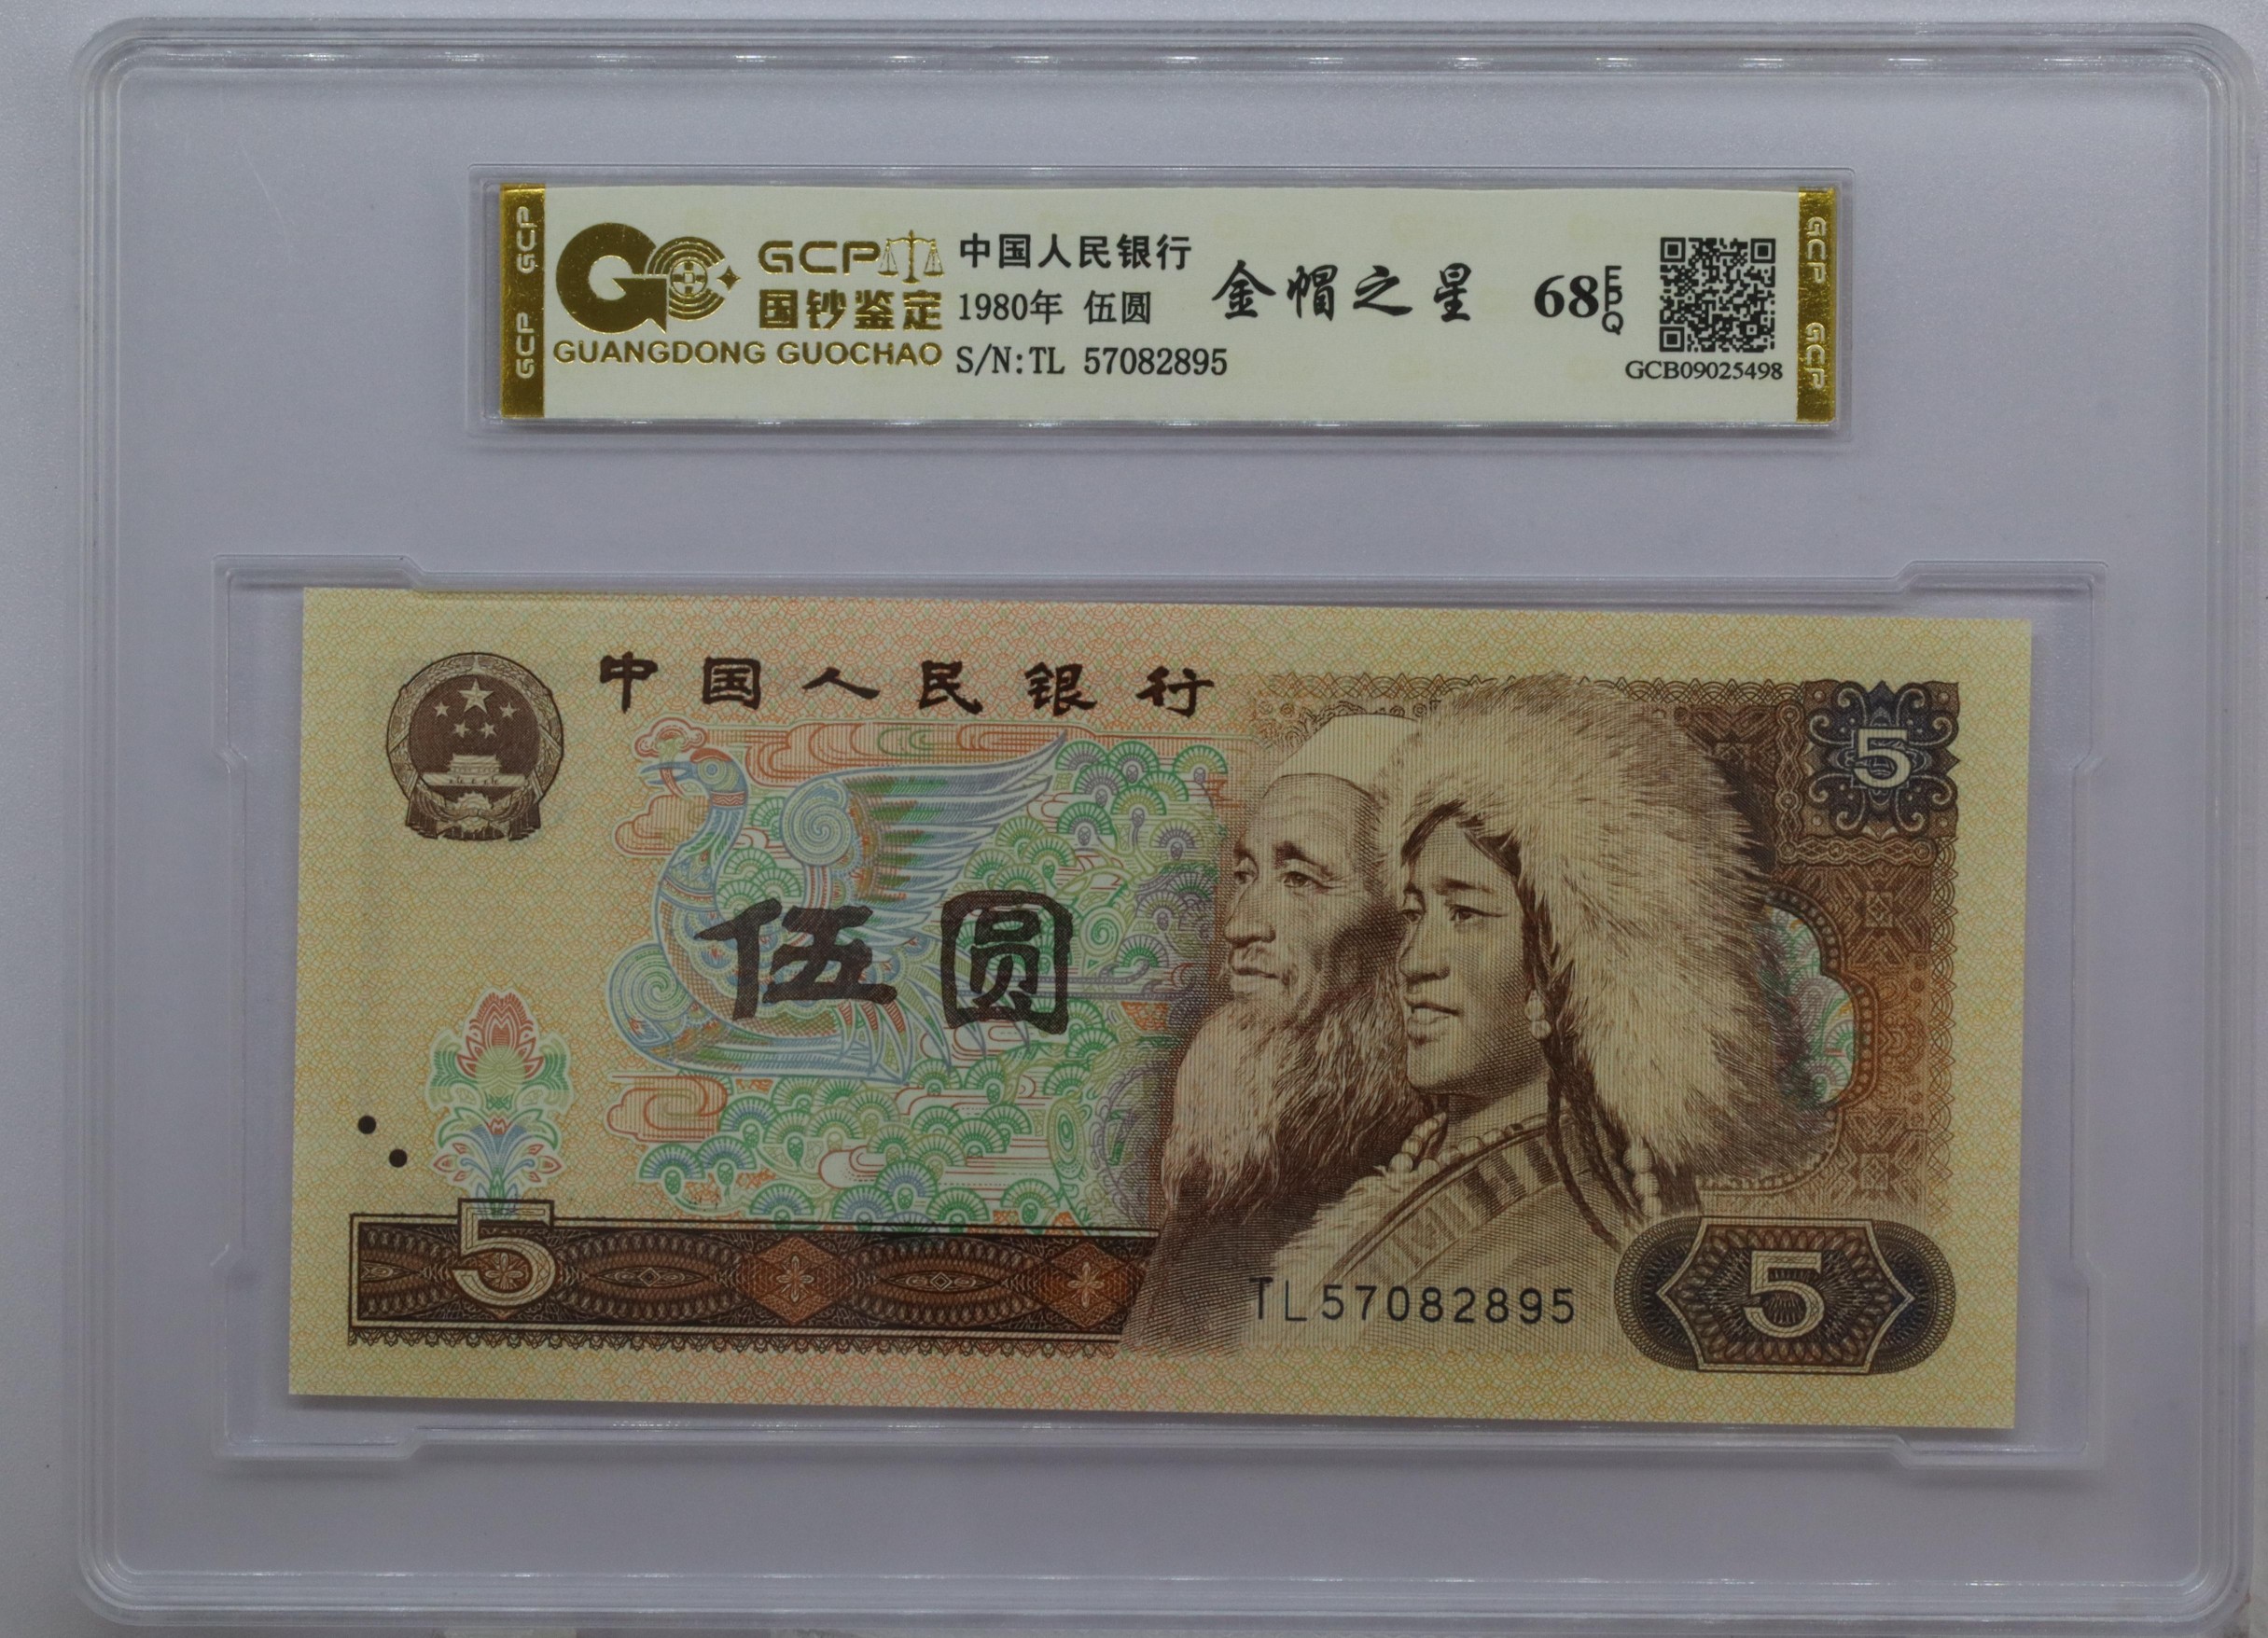 GCP GCP
GCP
国钞鉴定
GUANGDONG GUOCHAO
中国人民银行
1980年 伍圆
S/N:TL 57082895
金帽之星
68 EPQ
GCB09025498
GCP GCP
中国人民银行
5
伍圆
5
TL57082895
5